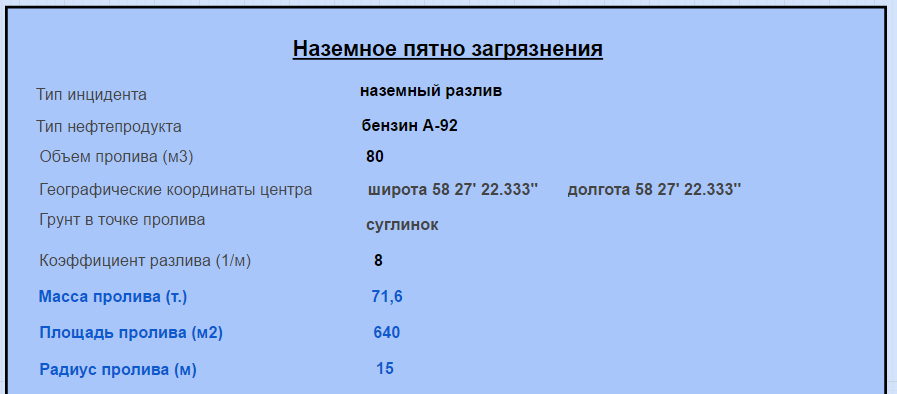 Наземное пятно загрязнения
Тип инцидента наземный разлив
Тип нефтепродукта бензин А-92
Объем пролива (м3) 80
Географические координаты центра широта 58 27' 22.333" долгота 58 27' 22.333"
Грунт в точке пролива суглинок
Коэффициент разлива (1/м) 8
Масса пролива (т.) 71,6
Площадь пролива (м2) 640
Радиус пролива (м) 15